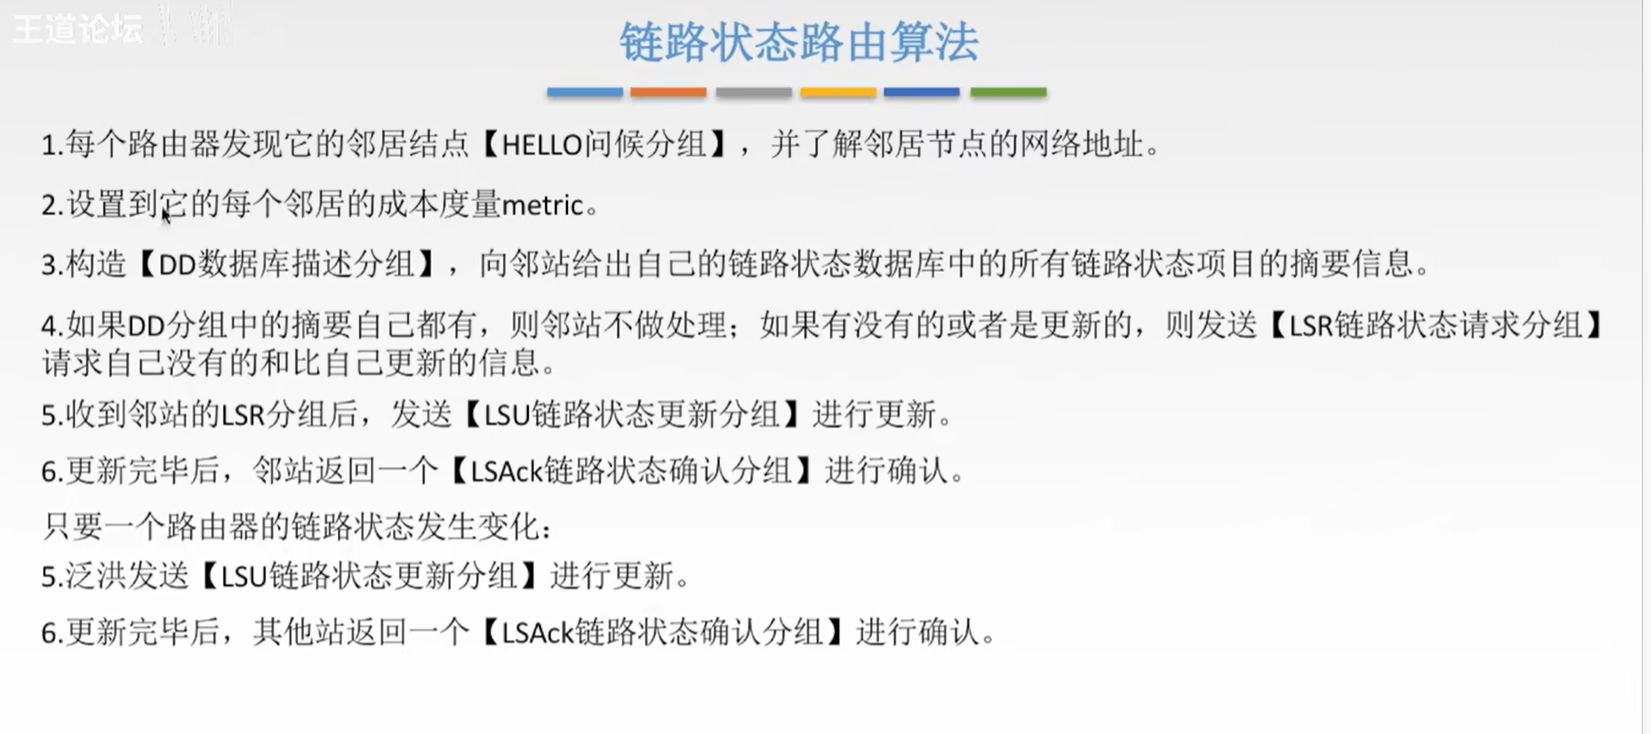 王道论坛
链路状态路由算法
1.每个路由器发现它的邻居结点【HELLO问候分组】，并了解邻居节点的网络地址。
2.设置到它的每个邻居的成本度量metric。
3.构造【DD数据库描述分组】，向邻站给出自己的链路状态数据库中的所有链路状态项目的摘要信息。
4.如果DD分组中的摘要自己都有，则邻站不做处理；如果有没有的或者是更新的，则发送【LSR链路状态请求分组】
请求自己没有的和比自己更新的信息。
5.收到邻站的LSR分组后，发送【LSU链路状态更新分组】进行更新。
6.更新完毕后，邻站返回一个【LSAck链路状态确认分组】进行确认。
只要一个路由器的链路状态发生变化：
5.泛洪发送【LSU链路状态更新分组】进行更新。
6.更新完毕后，其他站返回一个【LSAck链路状态确认分组】进行确认。